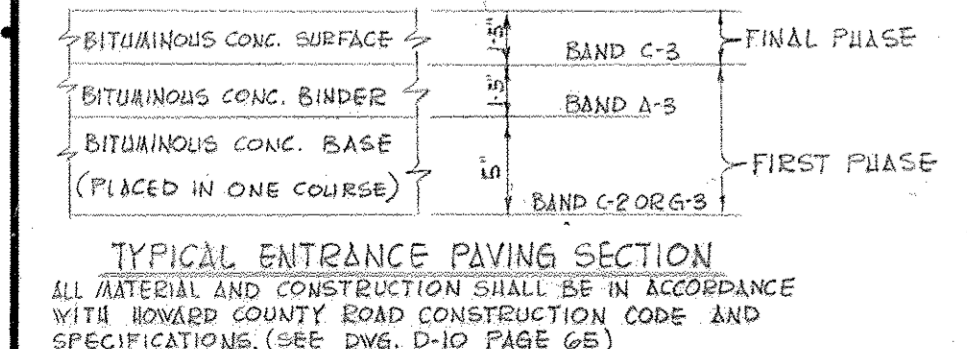 BITUMINOUS CONC. SURFACE 1.5" BAND C-3 FINAL PHASE
BITUMINOUS CONC. BINDER 1.5" BAND A-3
BITUMINOUS CONC. BASE
(PLACED IN ONE COURSE) 5" FIRST PHASE
BAND C-2 OR G-3
TYPICAL ENTRANCE PAVING SECTION
ALL MATERIAL AND CONSTRUCTION SHALL BE IN ACCORDANCE
WITH HOWARD COUNTY ROAD CONSTRUCTION CODE AND
SPECIFICATIONS. (SEE DWG. D-10 PAGE 65)